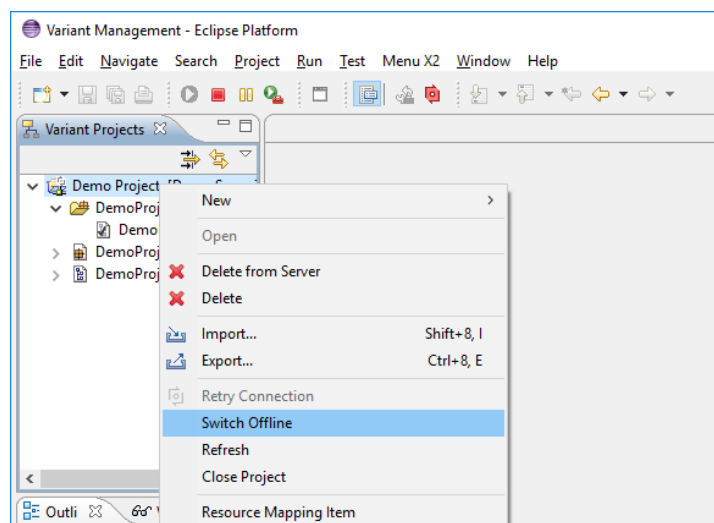 Variant Management - Eclipse Platform
File Edit Navigate Search Project Run Test Menu X2 Window Help
Variant Projects
Demo Project
DemoProj
Demo
DemoProj
DemoProj
New
Open
Delete from Server
Delete
Import... Shift+8, I
Export... Ctrl+8, E
Retry Connection
Switch Offline
Refresh
Close Project
Outli
Resource Mapping Item